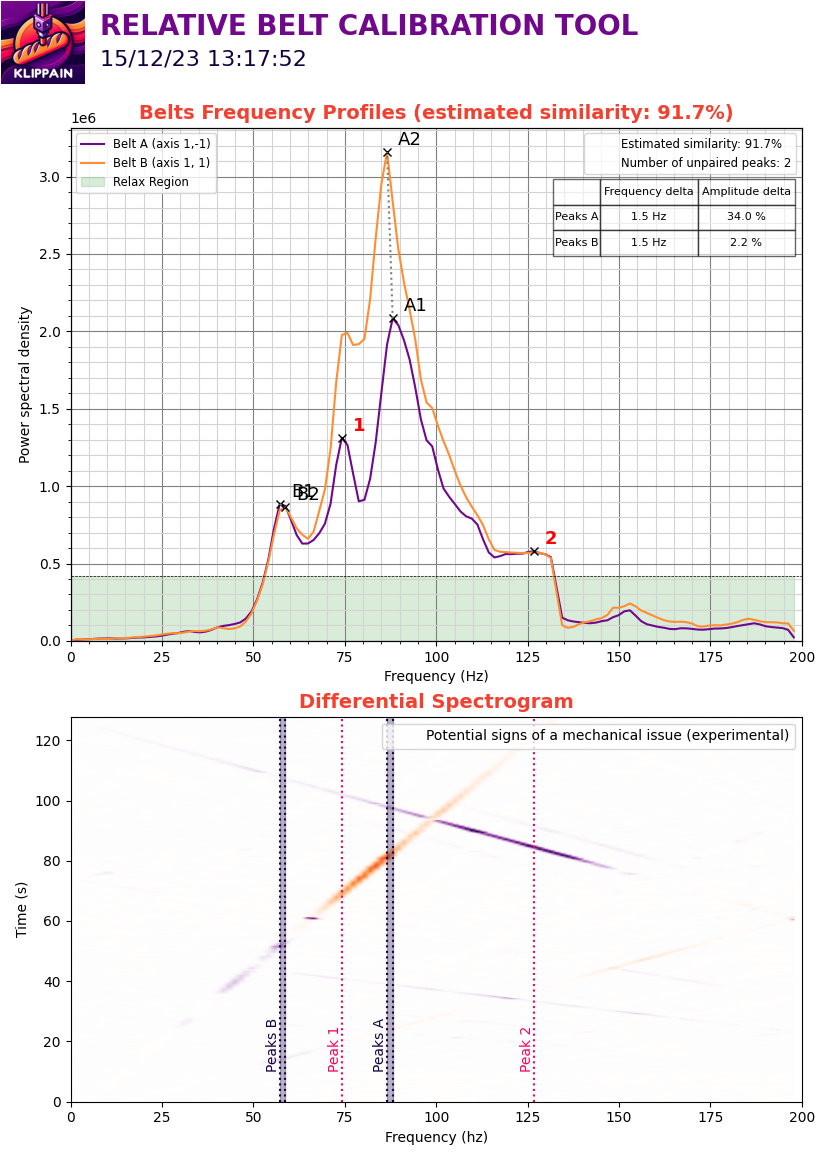 KLIPPAIN
RELATIVE BELT CALIBRATION TOOL
15/12/23 13:17:52
Belts Frequency Profiles (estimated similarity: 91.7%)
1e6
Belt A (axis 1,-1)
Belt B (axis 1, 1)
Relax Region
Estimated similarity: 91.7%
Number of unpaired peaks: 2
Frequency delta Amplitude delta
Peaks A 1.5 Hz 34.0 %
Peaks B 1.5 Hz 2.2 %
A2
A1
1
B1
B2
2
Power spectral density
3.0
2.5
2.0
1.5
1.0
0.5
0.0
0 25 50 75 100 125 150 175 200
Frequency (Hz)
Differential Spectrogram
Potential signs of a mechanical issue (experimental)
Time (s)
120
100
80
60
40
20
0
Peaks B
Peak 1
Peaks A
Peak 2
0 25 50 75 100 125 150 175 200
Frequency (hz)